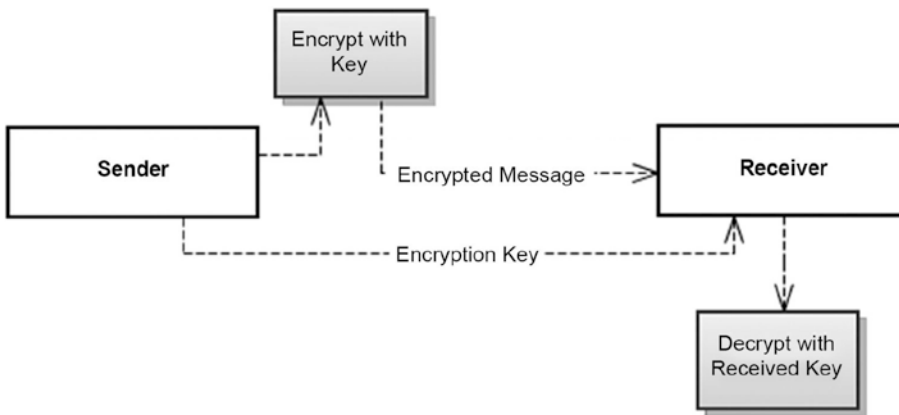 Encrypt with
Key
Sender
Receiver
Encrypted Message
Encryption Key
Decrypt with
Received Key